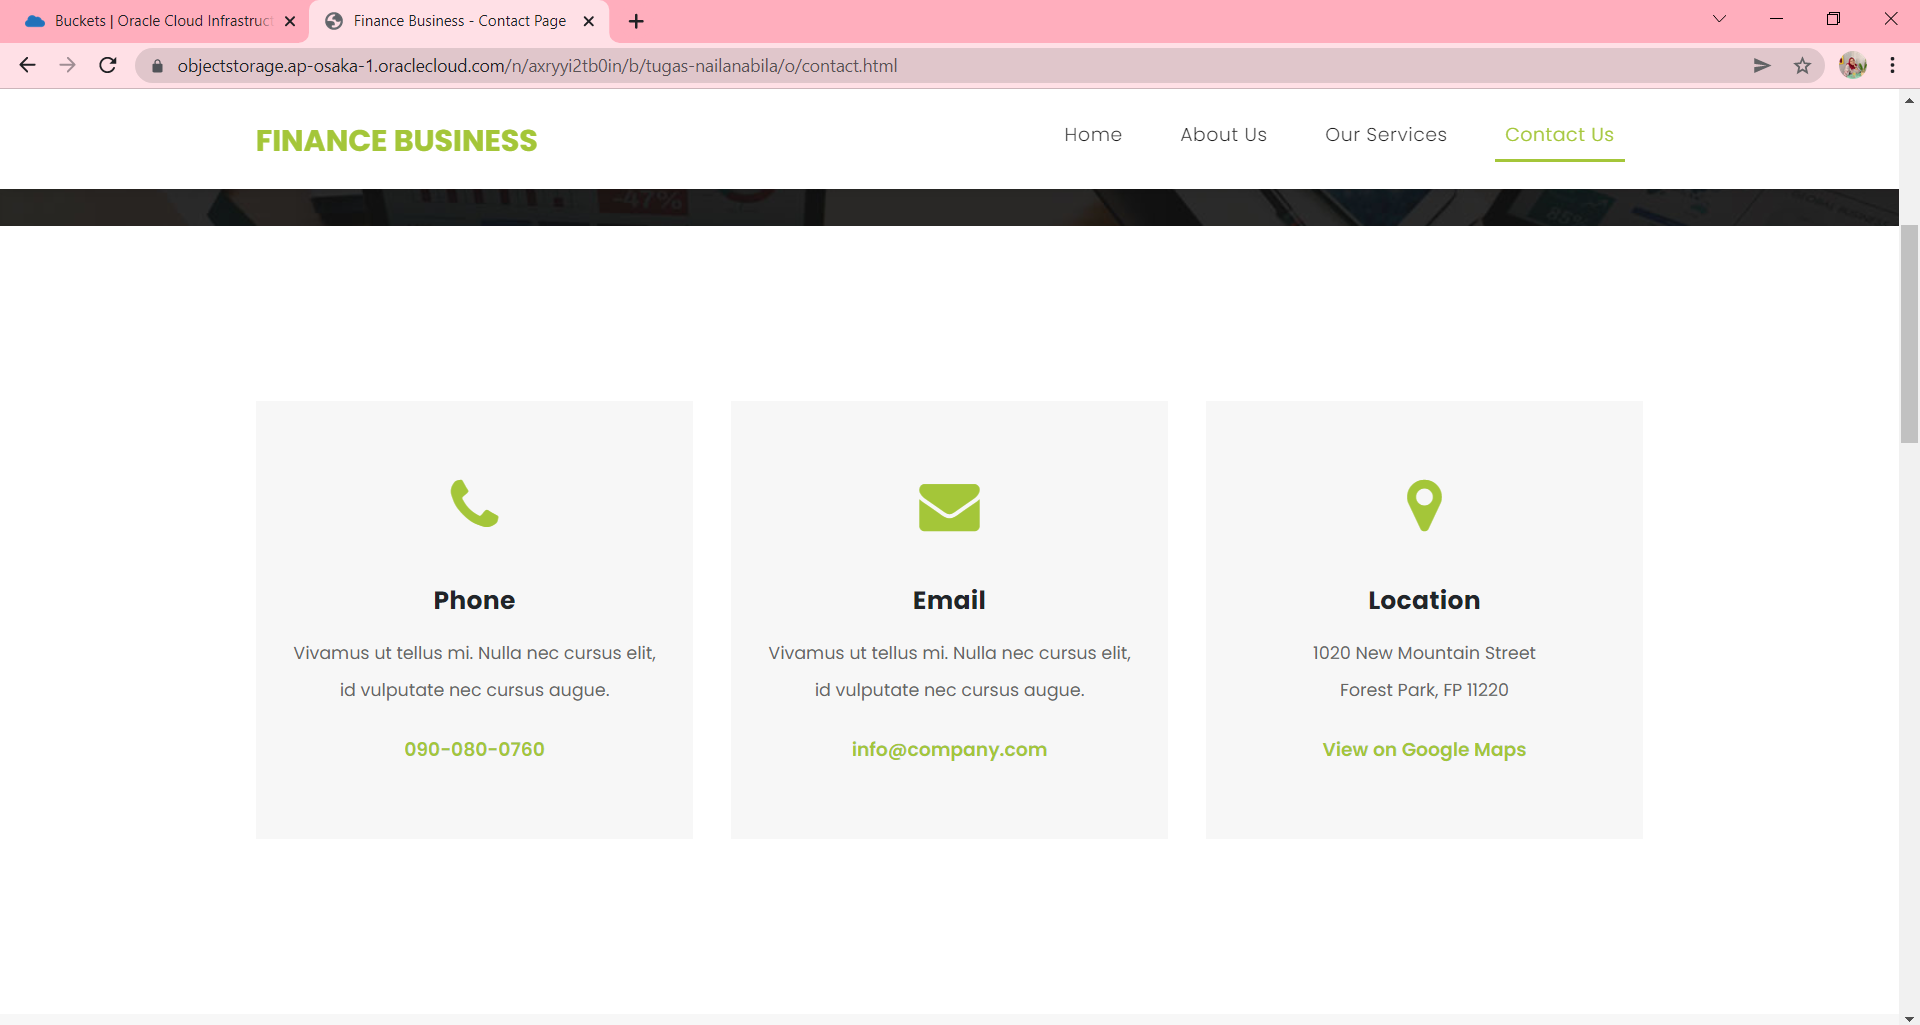 Buckets | Oracle Cloud Infrastruct
Finance Business - Contact Page
objectstorage.ap-osaka-1.oraclecloud.com/n/axryyi2tb0in/b/tugas-nailanabila/o/contact.html
FINANCE BUSINESS
Home
About Us
Our Services
Contact Us
-47%
85%
Phone
Vivamus ut tellus mi. Nulla nec cursus elit,
id vulputate nec cursus augue.
090-080-0760
Email
Vivamus ut tellus mi. Nulla nec cursus elit,
id vulputate nec cursus augue.
info@company.com
Location
1020 New Mountain Street
Forest Park, FP 11220
View on Google Maps